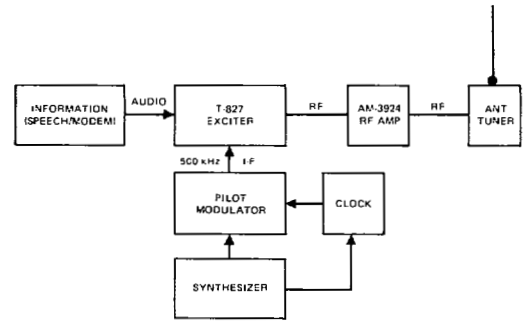 INFORMATION
(SPEECH/MODEM)
AUDIO
T-827
EXCITER
RF
AM-3924
RF AMP
RF
ANT
TUNER
500 kHz I-F
PILOT
MODULATOR
CLOCK
SYNTHESIZER